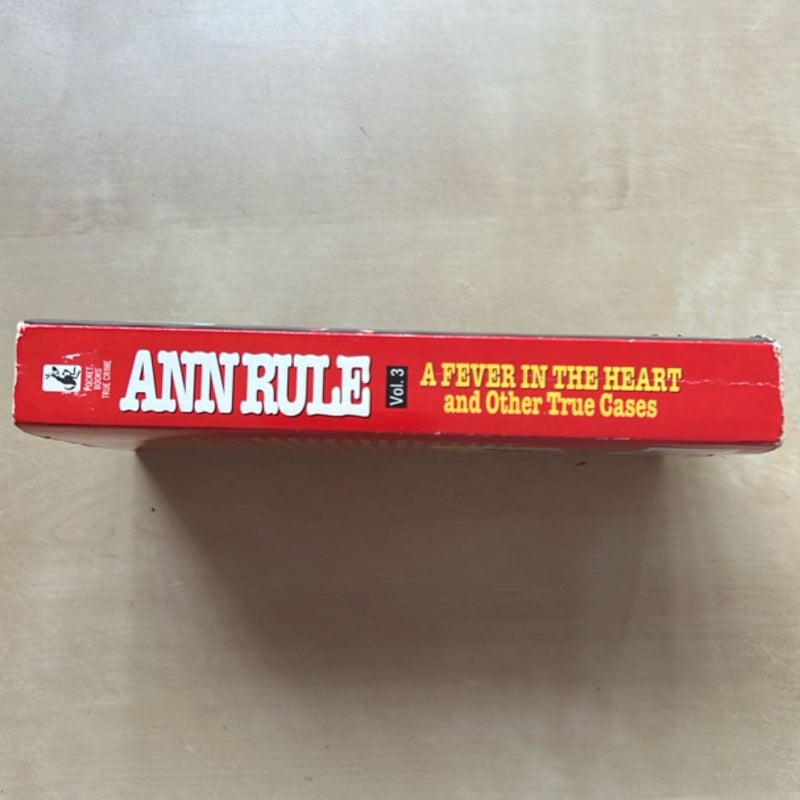 POCKET
BOOKS
TRUE CRIME
ANN RULE
Vol. 3
A FEVER IN THE HEART
and Other True Cases